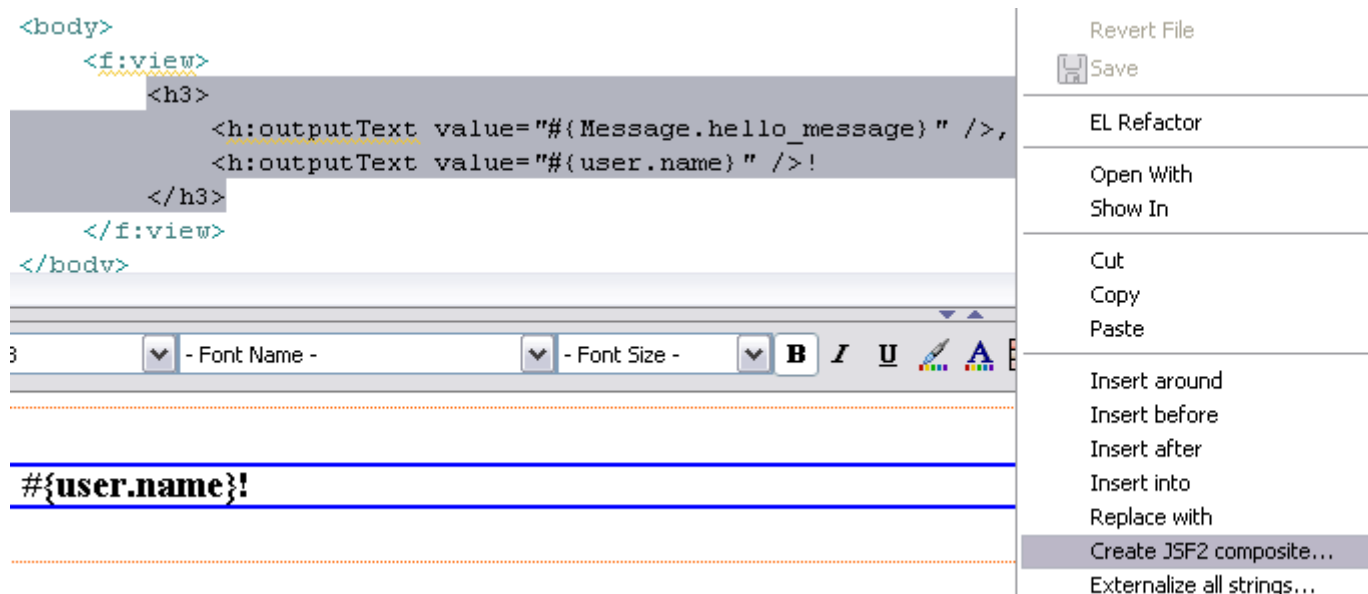 <body>
<f:view>
<h3>
<h:outputText value="#{Message.hello_message}" />,
<h:outputText value="#{user.name}" />!
</h3>
</f:view>
</body>
3
- Font Name -
- Font Size -
B I U A
#{user.name}!
Revert File
Save
EL Refactor
Open With
Show In
Cut
Copy
Paste
Insert around
Insert before
Insert after
Insert into
Replace with
Create JSF2 composite...
Externalize all strings...